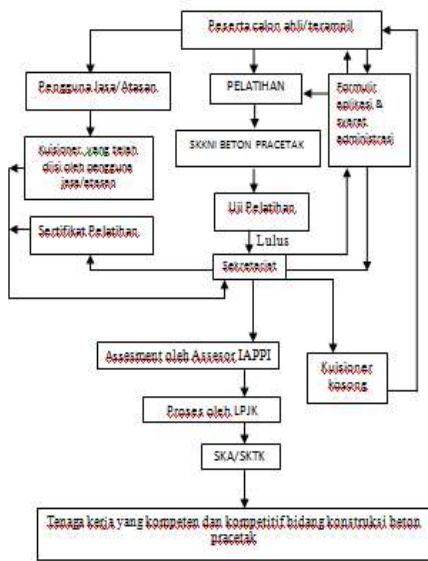 Peserta calon ahli/terampil
Pengguna Jasa/Atasan
PELATIHAN
Formulir
aplikasi &
syarat
administrasi
Kuisioner, yang telah
diisi oleh pengguna
jasa/atasan
SKKNI BETON PRACETAK
Uji Pelatihan
Sertifikat Pelatihan
Lulus
Sekretariat
Assesment oleh Assesor IAPPI
Kuisioner
kosong
Proses oleh LPJK
SKA/SKTK
Tenaga kerja yang kompeten dan kompetitif bidang konstruksi beton
pracetak